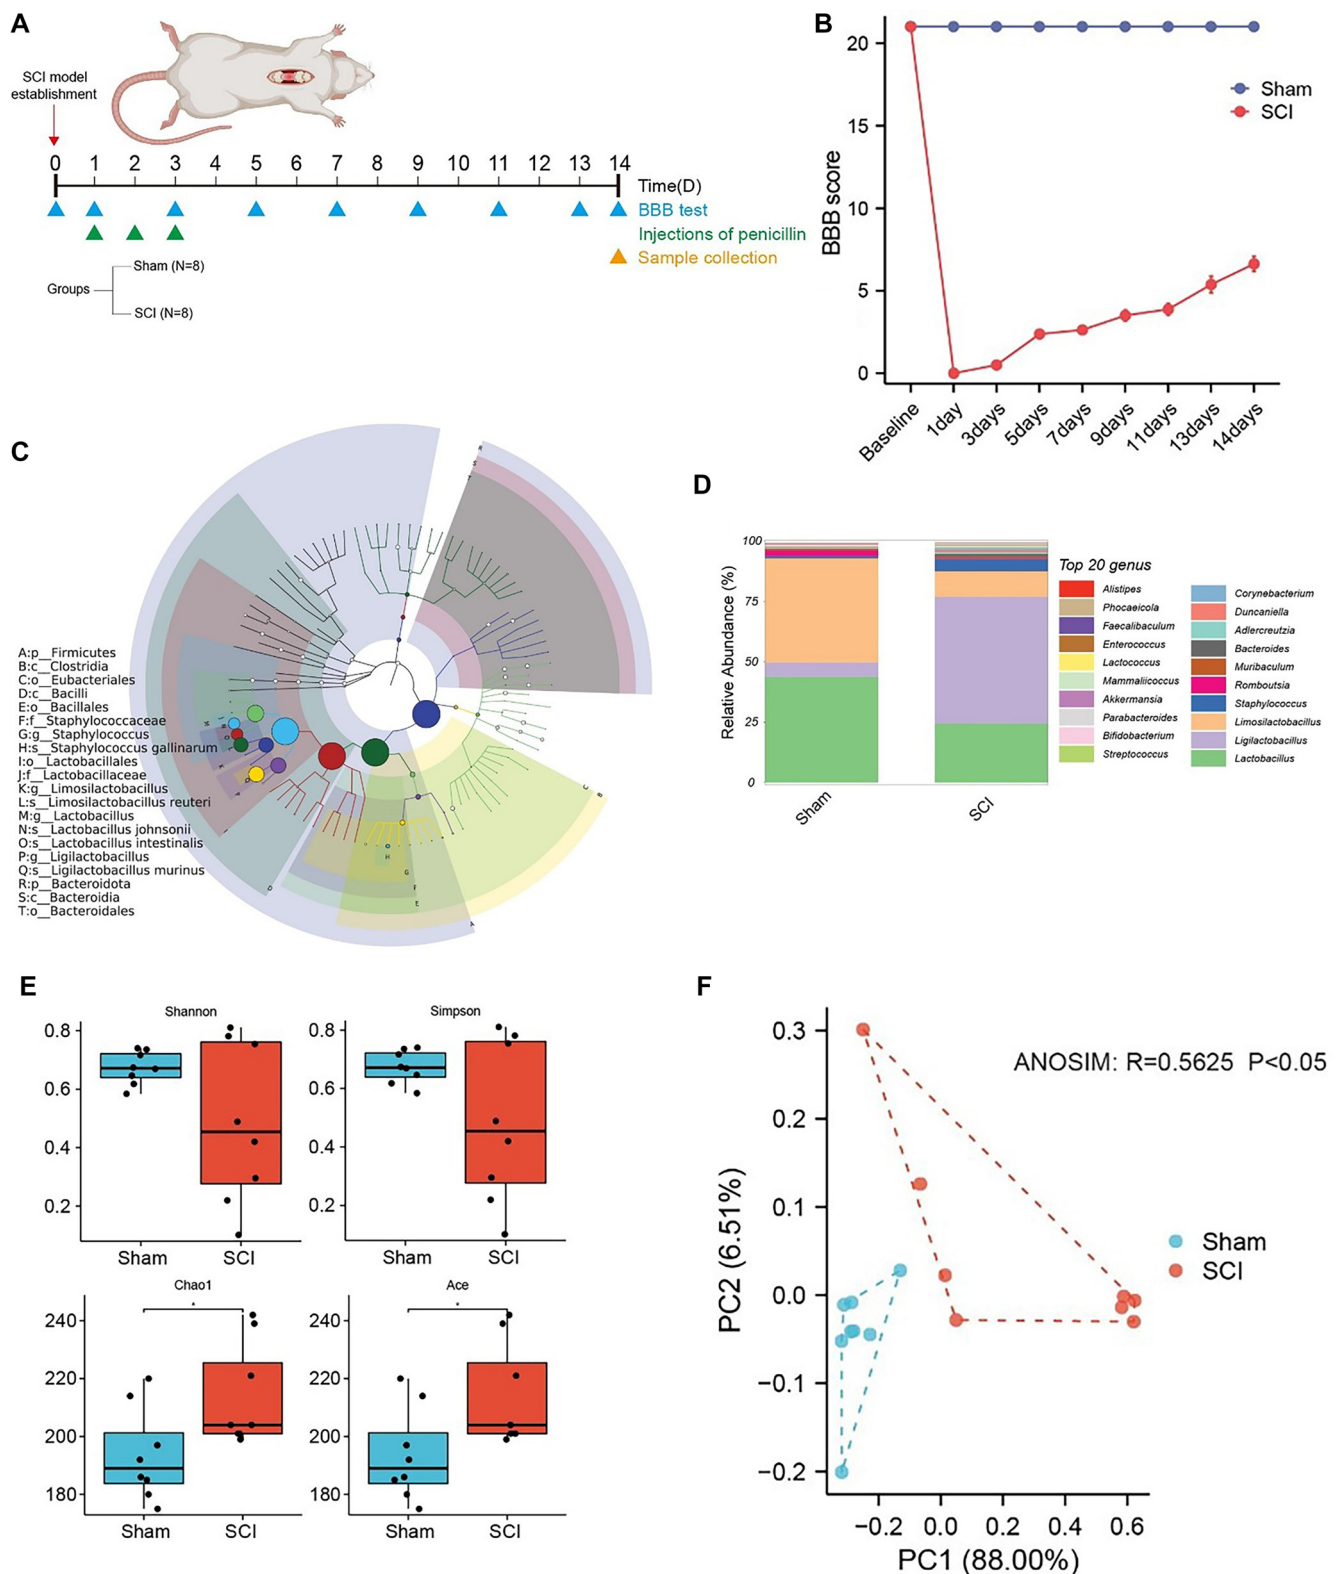 A
SCI model
establishment
0 1 2 3 4 5 6 7 8 9 10 11 12 13 14
Time(D)
BBB test
Injections of penicillin
Sample collection
Groups
Sham (N=8)
SCI (N=8)
B
BBB score
20
15
10
5
0
Sham
SCI
Baseline
1day
3days
5days
7days
9days
11days
13days
14days
C
A:p__Firmicutes
B:c__Clostridia
C:o__Eubacteriales
D:c__Bacilli
E:o__Bacillales
F:f__Staphylococcaceae
G:g__Staphylococcus
H:s__Staphylococcus gallinarum
I:o__Lactobacillales
J:f__Lactobacillaceae
K:g__Limosilactobacillus
L:s__Limosilactobacillus reuteri
M:g__Lactobacillus
N:s__Lactobacillus johnsonii
O:s__Lactobacillus intestinalis
P:g__Ligilactobacillus
Q:s__Ligilactobacillus murinus
R:p__Bacteroidota
S:c__Bacteroidia
T:o__Bacteroidales
R
S
T
C
B
D
H
G
F
E
A
D
Relative Abundance (%)
100
75
50
25
0
Sham
SCI
Top 20 genus
Alistipes
Phocaeicola
Faecalibaculum
Enterococcus
Lactococcus
Mammaliicoccus
Akkermansia
Parabacteroides
Bifidobacterium
Streptococcus
Corynebacterium
Duncaniella
Adlercreutzia
Bacteroides
Muribaculum
Romboutsia
Staphylococcus
Limosilactobacillus
Ligilactobacillus
Lactobacillus
E
Shannon
0.8
0.6
0.4
0.2
Sham
SCI
Simpson
0.8
0.6
0.4
0.2
Sham
SCI
Chao1
*
240
220
200
180
Sham
SCI
Ace
*
240
220
200
180
Sham
SCI
F
ANOSIM: R=0.5625 P<0.05
PC2 (6.51%)
0.3
0.2
0.1
0.0
−0.1
−0.2
Sham
SCI
−0.2 0.0 0.2 0.4 0.6
PC1 (88.00%)